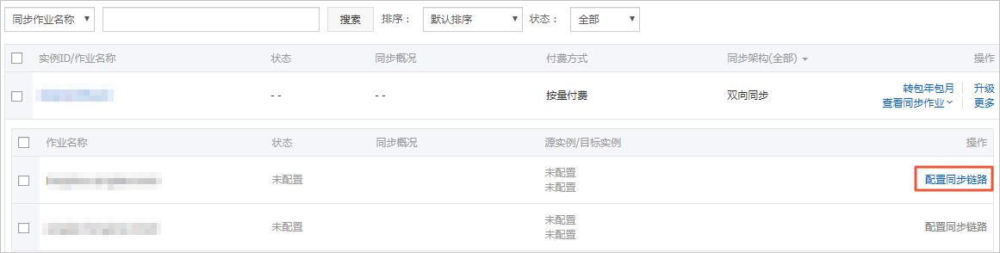 同步作业名称 搜索 排序： 默认排序 状态： 全部
实例ID/作业名称 状态 同步概况 付费方式 同步架构(全部) 操作
- - - - 按量付费 双向同步 转包年包月 升级
查看同步作业 更多
作业名称 状态 同步概况 源实例/目标实例 操作
未配置 未配置 配置同步链路
未配置
未配置 未配置 配置同步链路
未配置